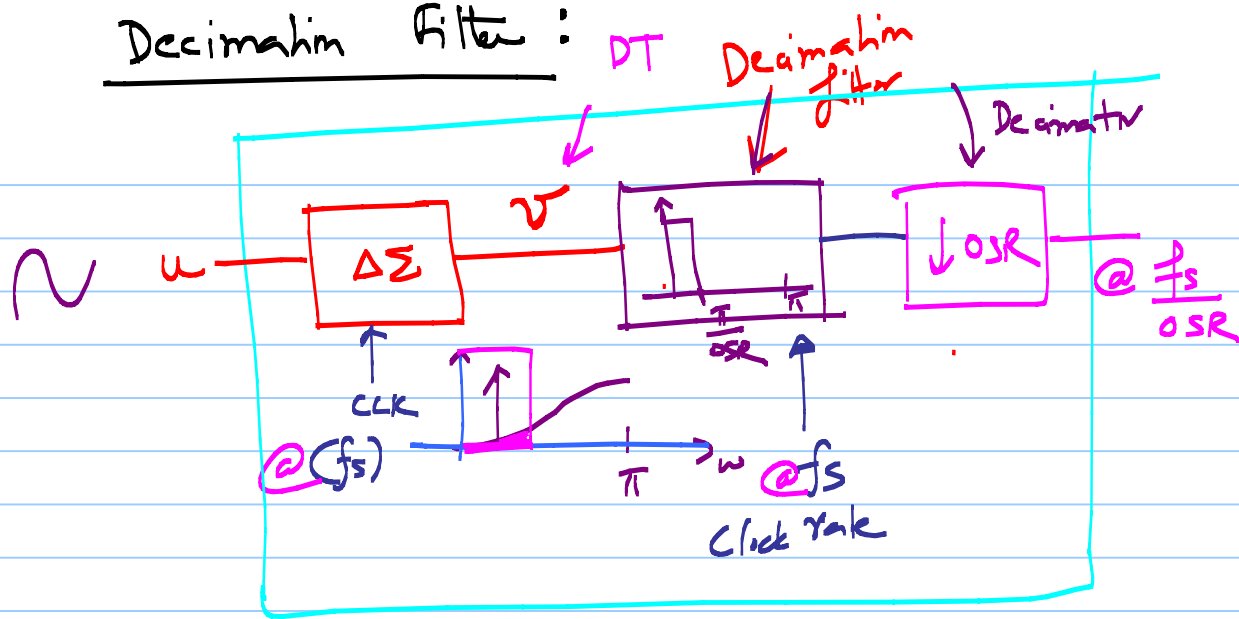 Decimation Filter :
DT
Decimation
filter
Decimator
u
ΔΣ
v
π
π/OSR
↓ OSR
@ fs/OSR
CLK
@ (fs)
π
ω
@ fs
Clock rate